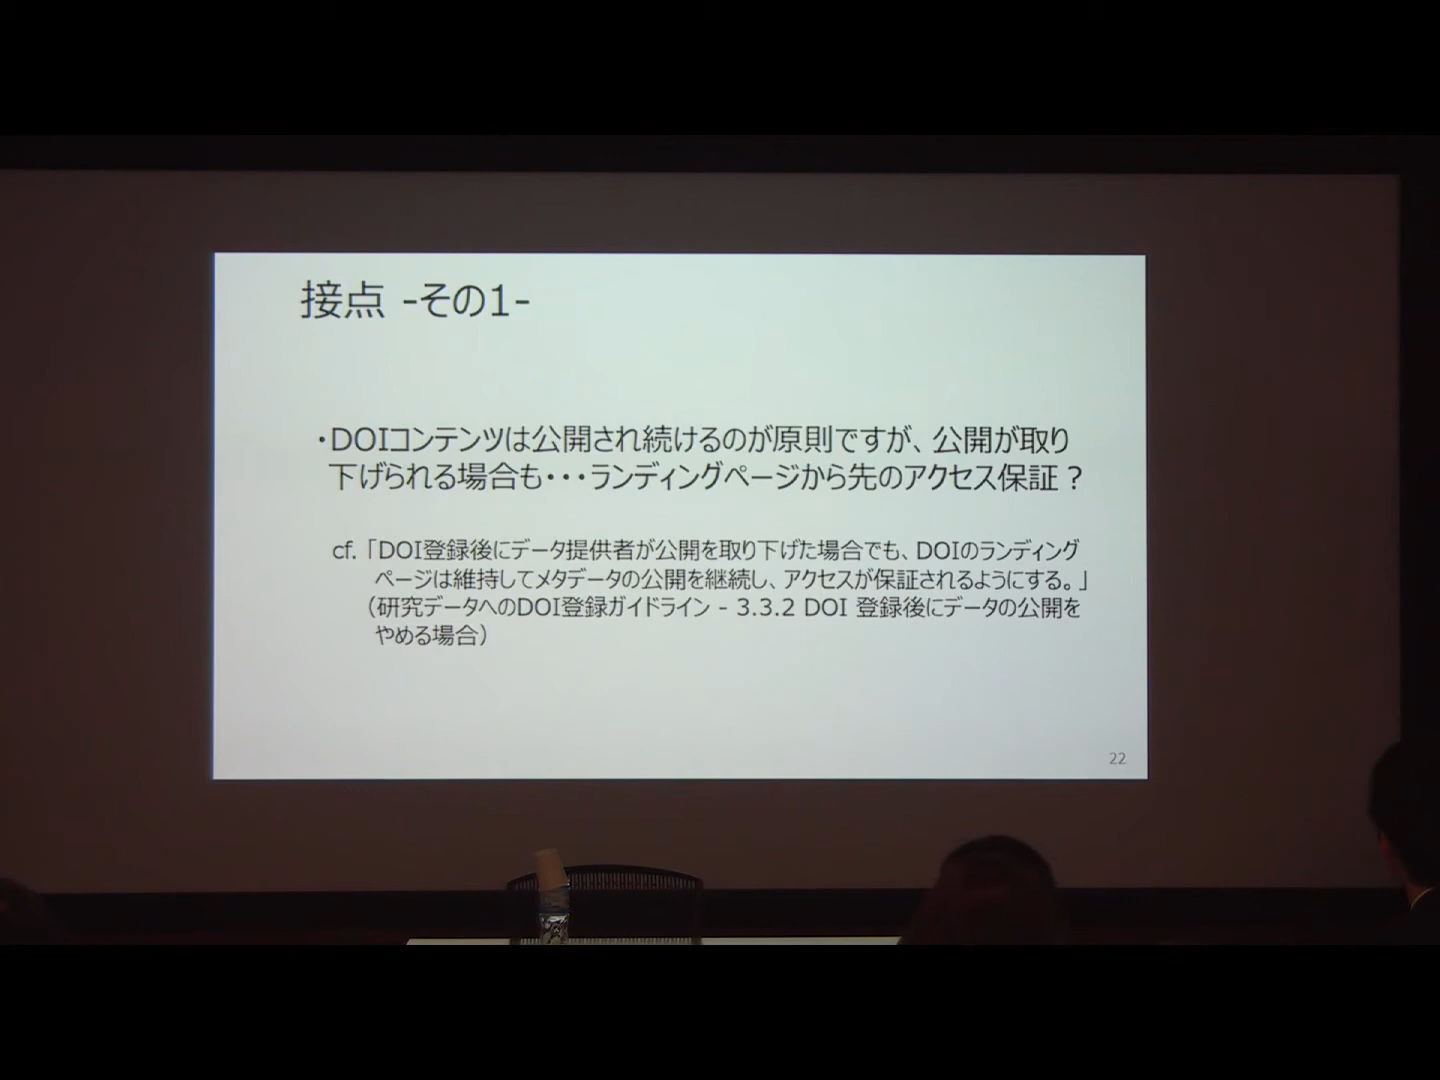 接点 -その1-
・DOIコンテンツは公開され続けるのが原則ですが、公開が取り
下げられる場合も・・・ランディングページから先のアクセス保証？
cf.「DOI登録後にデータ提供者が公開を取り下げた場合でも、DOIのランディング
ページは維持してメタデータの公開を継続し、アクセスが保証されるようにする。」
（研究データへのDOI登録ガイドライン - 3.3.2 DOI 登録後にデータの公開を
やめる場合）
22